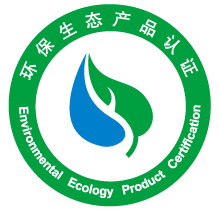 环保生态产品认证
Environmental Ecology Product Certification